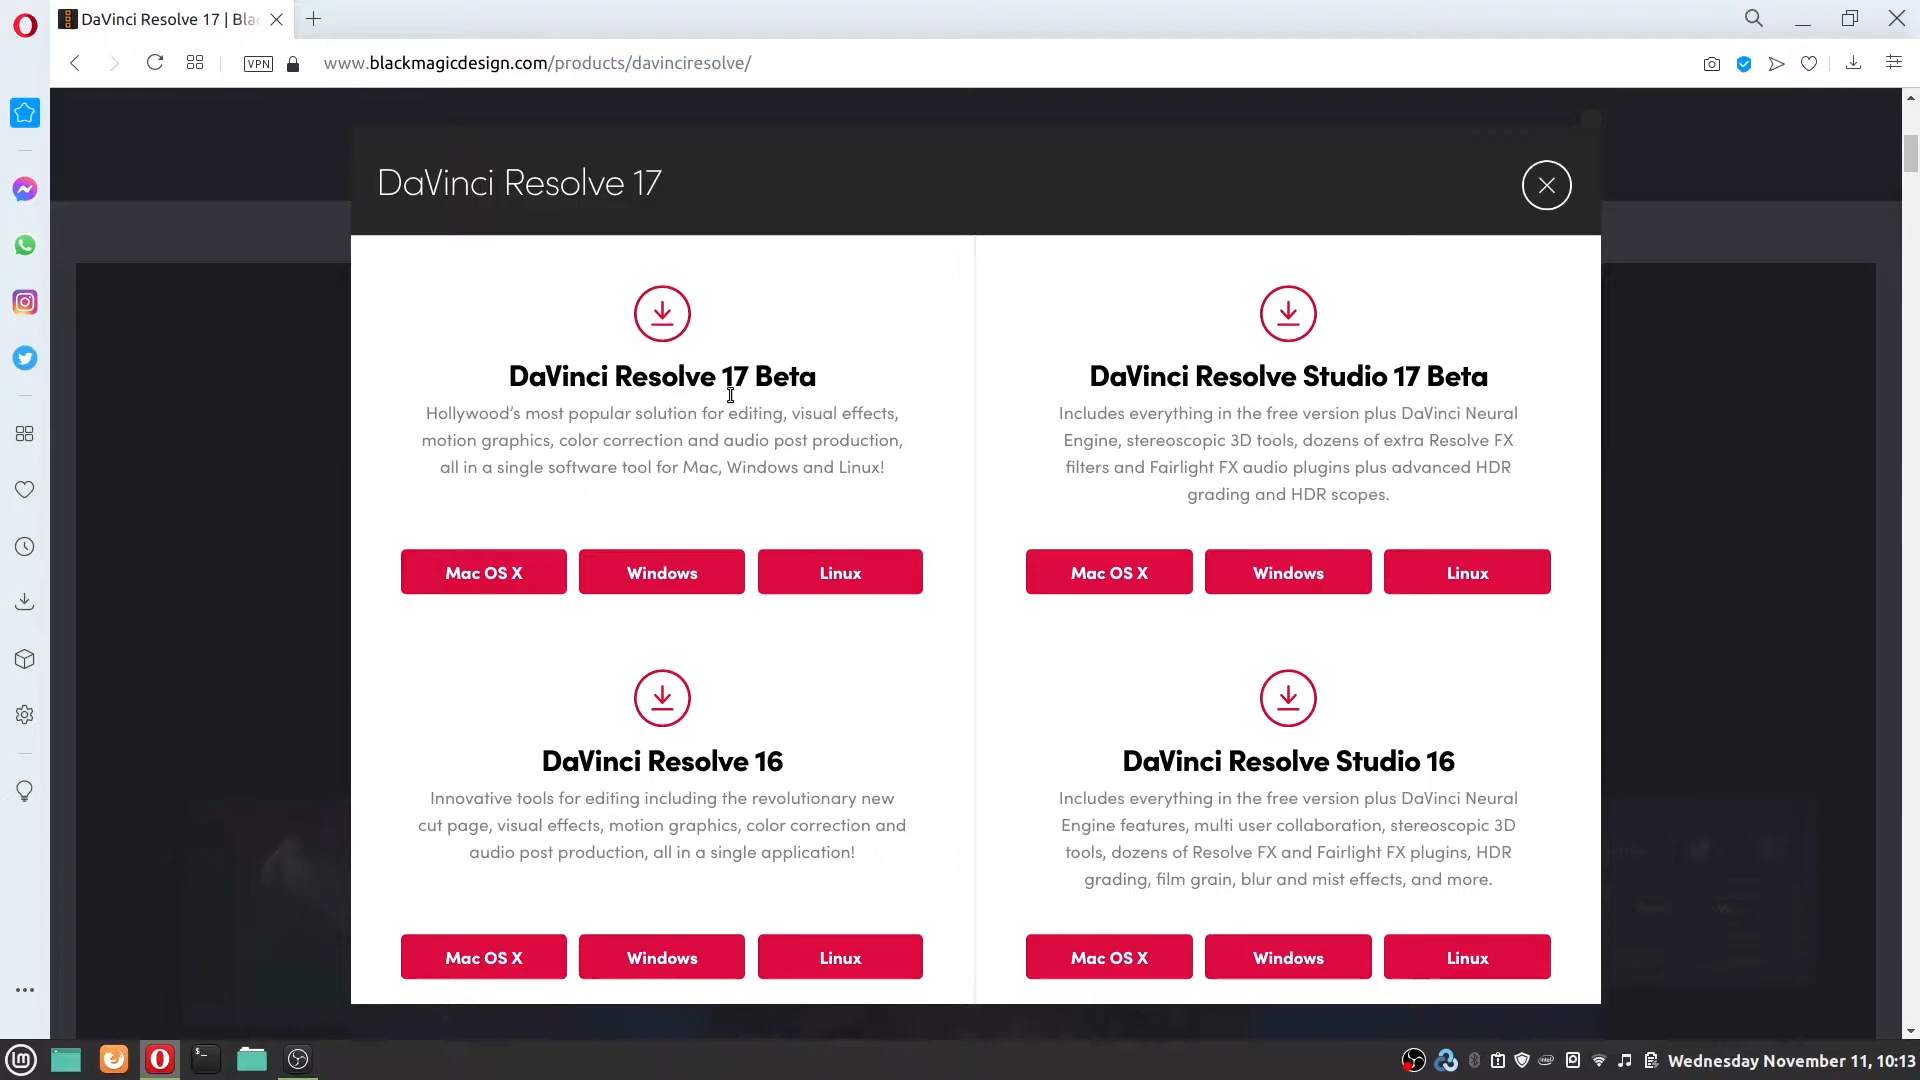 DaVinci Resolve 17 | Bla
VPN
www.blackmagicdesign.com/products/davinciresolve/
DaVinci Resolve 17
DaVinci Resolve 17 Beta
Hollywood's most popular solution for editing, visual effects,
motion graphics, color correction and audio post production,
all in a single software tool for Mac, Windows and Linux!
Mac OS X
Windows
Linux
DaVinci Resolve Studio 17 Beta
Includes everything in the free version plus DaVinci Neural
Engine, stereoscopic 3D tools, dozens of extra Resolve FX
filters and Fairlight FX audio plugins plus advanced HDR
grading and HDR scopes.
Mac OS X
Windows
Linux
DaVinci Resolve 16
Innovative tools for editing including the revolutionary new
cut page, visual effects, motion graphics, color correction and
audio post production, all in a single application!
Mac OS X
Windows
Linux
DaVinci Resolve Studio 16
Includes everything in the free version plus DaVinci Neural
Engine features, multi user collaboration, stereoscopic 3D
tools, dozens of Resolve FX and Fairlight FX plugins, HDR
grading, film grain, blur and mist effects, and more.
Mac OS X
Windows
Linux
Wednesday November 11, 10:13